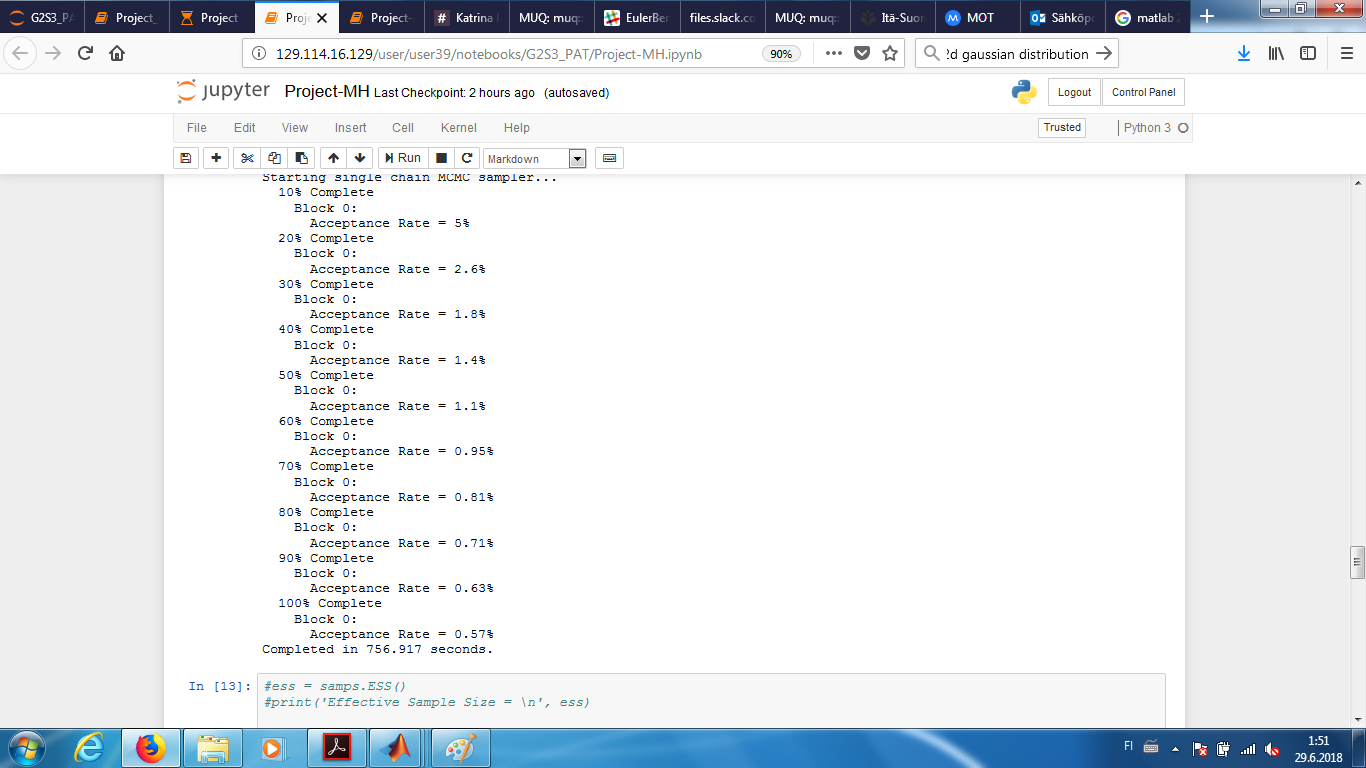 G2S3_PA
Project_
Project
Proje
Project-
Katrina
MUQ: muq:
EulerBer
files.slack.co
MUQ: muq:
Itä-Suor
MOT
Sähköp
matlab 2
129.114.16.129/user/user39/notebooks/G2S3_PAT/Project-MH.ipynb
90%
2d gaussian distribution
jupyter Project-MH Last Checkpoint: 2 hours ago (autosaved)
Logout
Control Panel
File Edit View Insert Cell Kernel Help
Trusted
Python 3
Run
Markdown
Starting single chain MCMC sampler...
10% Complete
Block 0:
Acceptance Rate = 5%
20% Complete
Block 0:
Acceptance Rate = 2.6%
30% Complete
Block 0:
Acceptance Rate = 1.8%
40% Complete
Block 0:
Acceptance Rate = 1.4%
50% Complete
Block 0:
Acceptance Rate = 1.1%
60% Complete
Block 0:
Acceptance Rate = 0.95%
70% Complete
Block 0:
Acceptance Rate = 0.81%
80% Complete
Block 0:
Acceptance Rate = 0.71%
90% Complete
Block 0:
Acceptance Rate = 0.63%
100% Complete
Block 0:
Acceptance Rate = 0.57%
Completed in 756.917 seconds.
In [13]:
#ess = samps.ESS()
#print('Effective Sample Size = \n', ess)
FI
1:51
29.6.2018